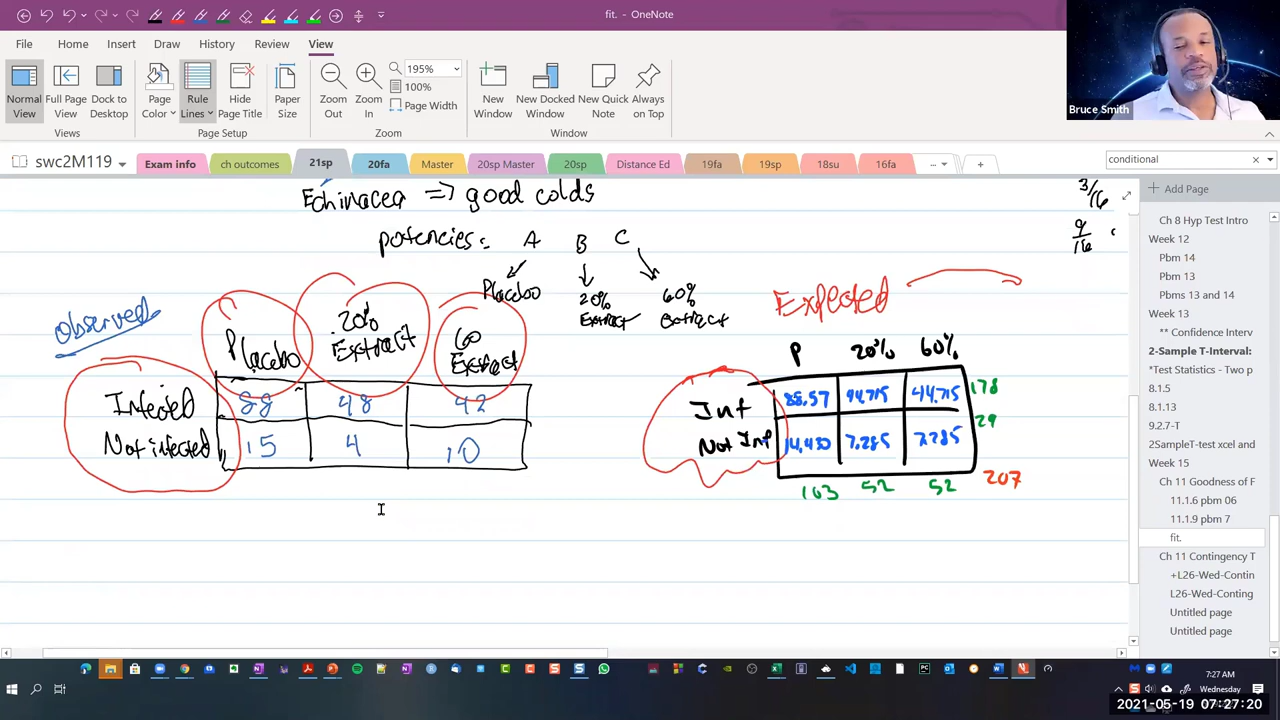 fit. - OneNote
File Home Insert Draw History Review View
Normal View
Full Page View
Dock to Desktop
Page Color
Rule Lines
Hide Page Title
Paper Size
Zoom Out
Zoom In
195%
100%
Page Width
New Window
New Docked Window
New Quick Note
Always on Top
Views
Page Setup
Zoom
Window
Bruce Smith
swc2M119
Exam info ch outcomes 21sp 20fa Master 20sp Master 20sp Distance Ed 19fa 19sp 18su 16fa
conditional
Echinacea => good colds
potencies: A B C
Placebo
20% Extract
60% Extract
3/16
9/16
Observed
Placebo
20% Extract
60 Extract
Infected 88 48 42
Not infected 15 4 10
Expected
P 20% 60%
Inf 88.57 44.715 44.715 178
Not Inf 14.430 7.285 7.285 29
103 52 52 207
Add Page
Ch 8 Hyp Test Intro
Week 12
Pbm 14
Pbm 13
Pbms 13 and 14
Week 13
** Confidence Interv
2-Sample T-Interval:
*Test Statistics - Two p
8.1.5
8.1.13
9.2.7-T
2SampleT-test xcel and
Week 15
Ch 11 Goodness of F
11.1.6 pbm 06
11.1.9 pbm 7
fit.
Ch 11 Contingency T
+L26-Wed-Contin
L26-Wed-Conting
Untitled page
Untitled page
7:27 AM
Wednesday
2021-05-19 07:27:20